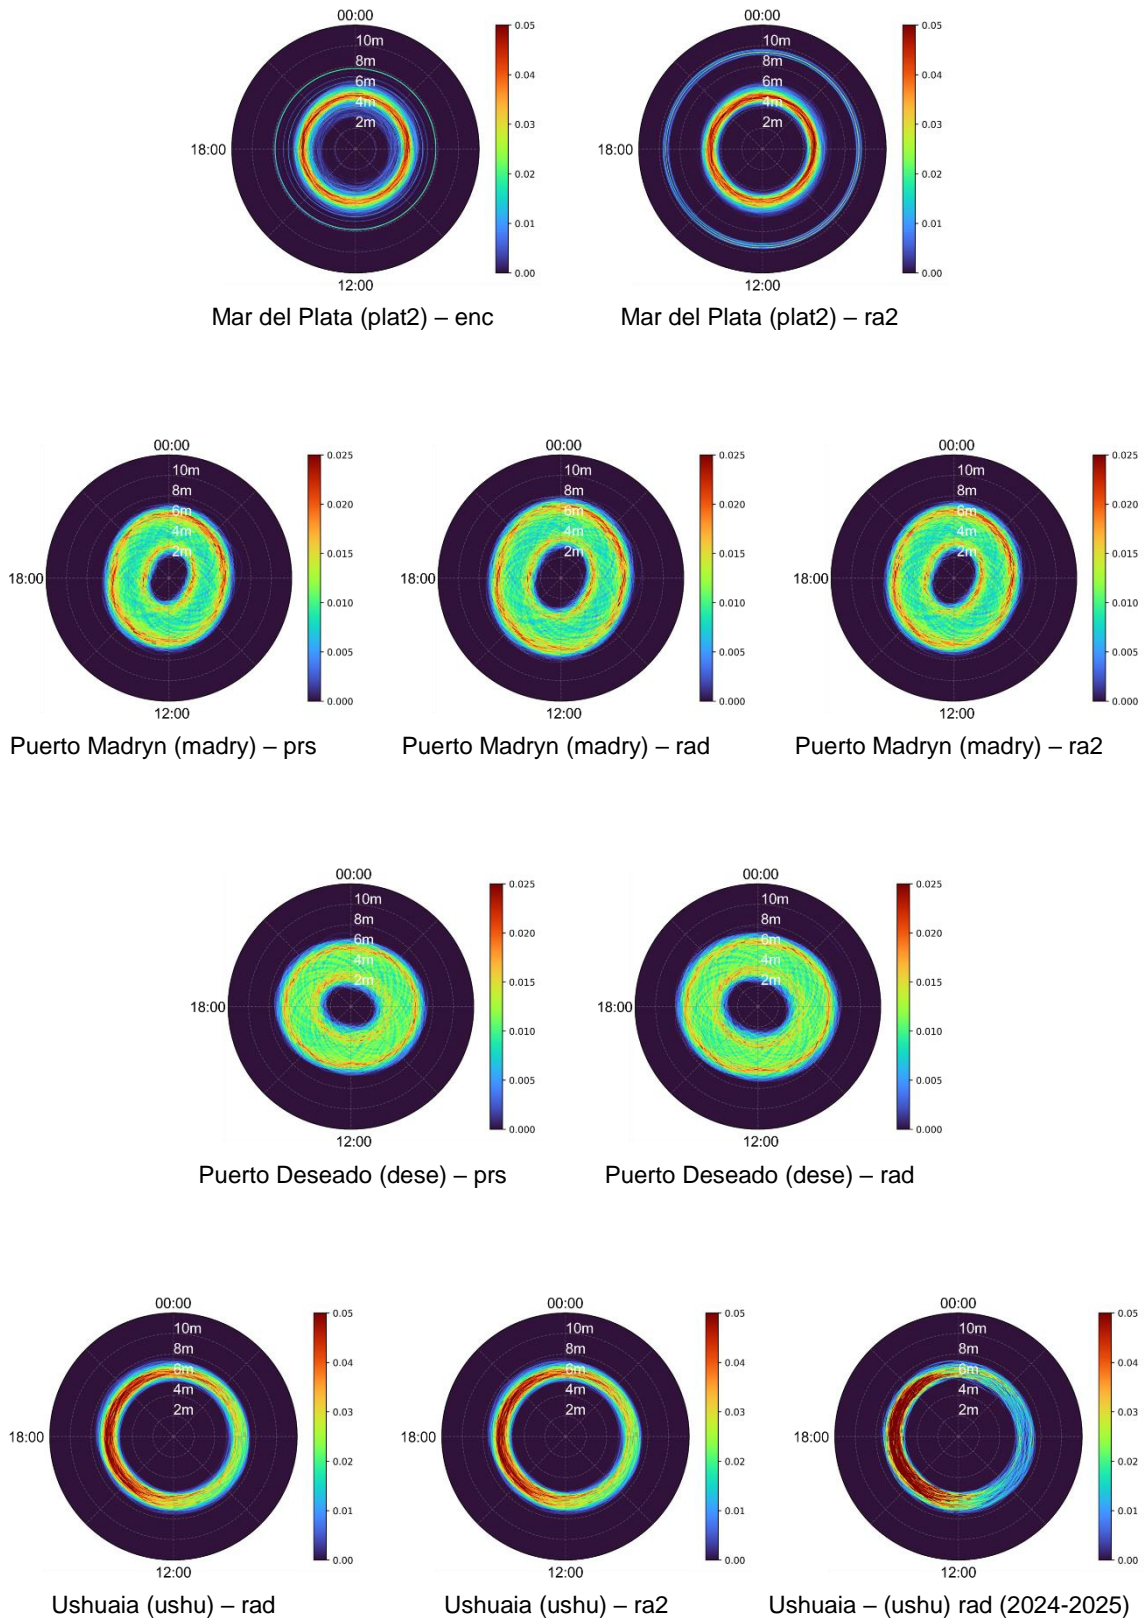 00:00
10m
8m
6m
4m
2m
18:00
12:00
0.05
0.04
0.03
0.02
0.01
0.00
Mar del Plata (plat2) – enc
00:00
10m
8m
6m
4m
2m
18:00
12:00
0.05
0.04
0.03
0.02
0.01
0.00
Mar del Plata (plat2) – ra2
00:00
10m
8m
6m
4m
2m
18:00
12:00
0.025
0.020
0.015
0.010
0.005
0.000
Puerto Madryn (madry) – prs
00:00
10m
8m
6m
4m
2m
18:00
12:00
0.025
0.020
0.015
0.010
0.005
0.000
Puerto Madryn (madry) – rad
00:00
10m
8m
6m
4m
2m
18:00
12:00
0.025
0.020
0.015
0.010
0.005
0.000
Puerto Madryn (madry) – ra2
00:00
10m
8m
6m
4m
2m
18:00
12:00
0.025
0.020
0.015
0.010
0.005
0.000
Puerto Deseado (dese) – prs
00:00
10m
8m
6m
4m
2m
18:00
12:00
0.025
0.020
0.015
0.010
0.005
0.000
Puerto Deseado (dese) – rad
00:00
10m
8m
6m
4m
2m
18:00
12:00
0.05
0.04
0.03
0.02
0.01
0.00
Ushuaia (ushu) – rad
00:00
10m
8m
6m
4m
2m
18:00
12:00
0.05
0.04
0.03
0.02
0.01
0.00
Ushuaia (ushu) – ra2
00:00
10m
8m
6m
4m
2m
18:00
12:00
0.05
0.04
0.03
0.02
0.01
0.00
Ushuaia – (ushu) rad (2024-2025)